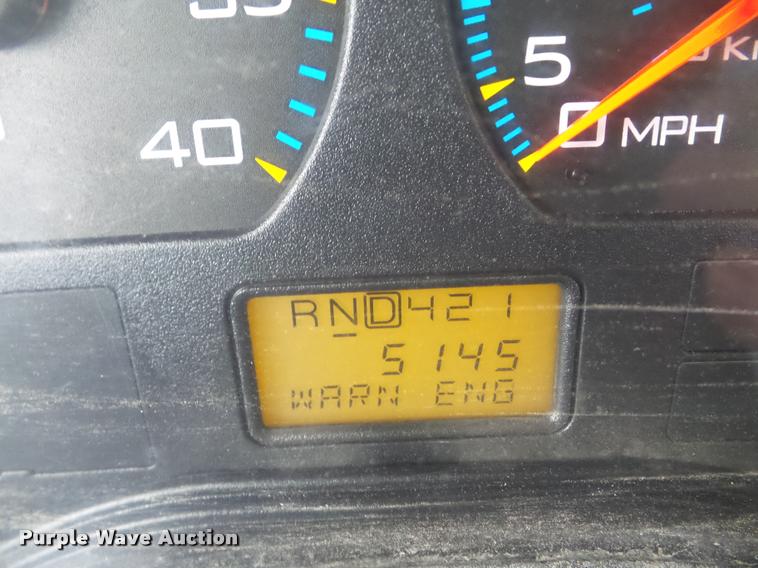 40
5
0 MPH
RND421
5145
WARN ENG
Purple Wave Auction